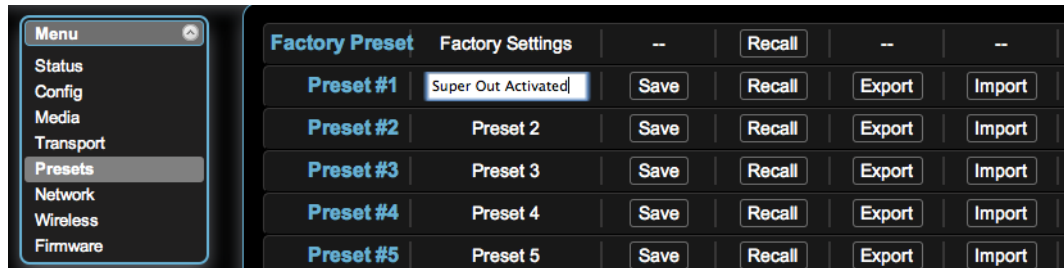 Menu
Status
Config
Media
Transport
Presets
Network
Wireless
Firmware
Factory Preset Factory Settings -- Recall -- --
Preset #1 Super Out Activated Save Recall Export Import
Preset #2 Preset 2 Save Recall Export Import
Preset #3 Preset 3 Save Recall Export Import
Preset #4 Preset 4 Save Recall Export Import
Preset #5 Preset 5 Save Recall Export Import